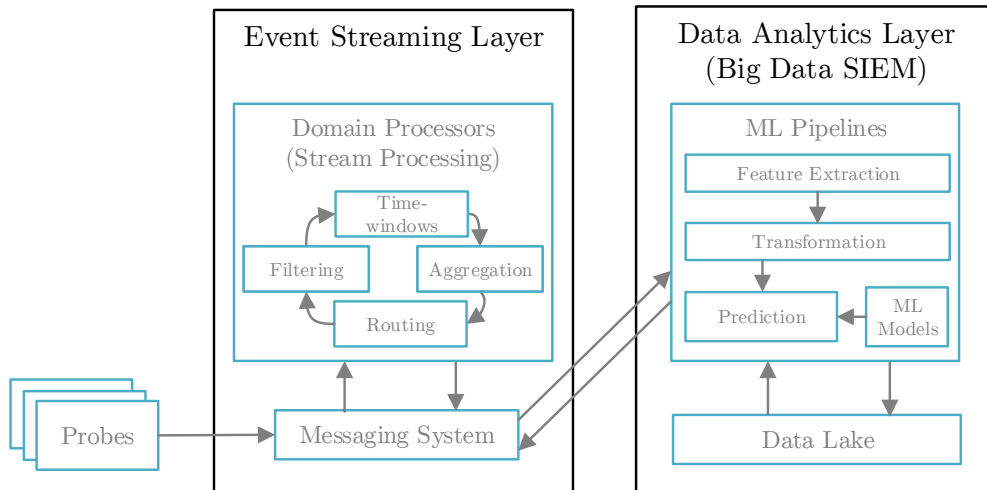 Event Streaming Layer
Domain Processors
(Stream Processing)
Time-
windows
Filtering
Aggregation
Routing
Messaging System
Probes
Data Analytics Layer
(Big Data SIEM)
ML Pipelines
Feature Extraction
Transformation
Prediction
ML
Models
Data Lake